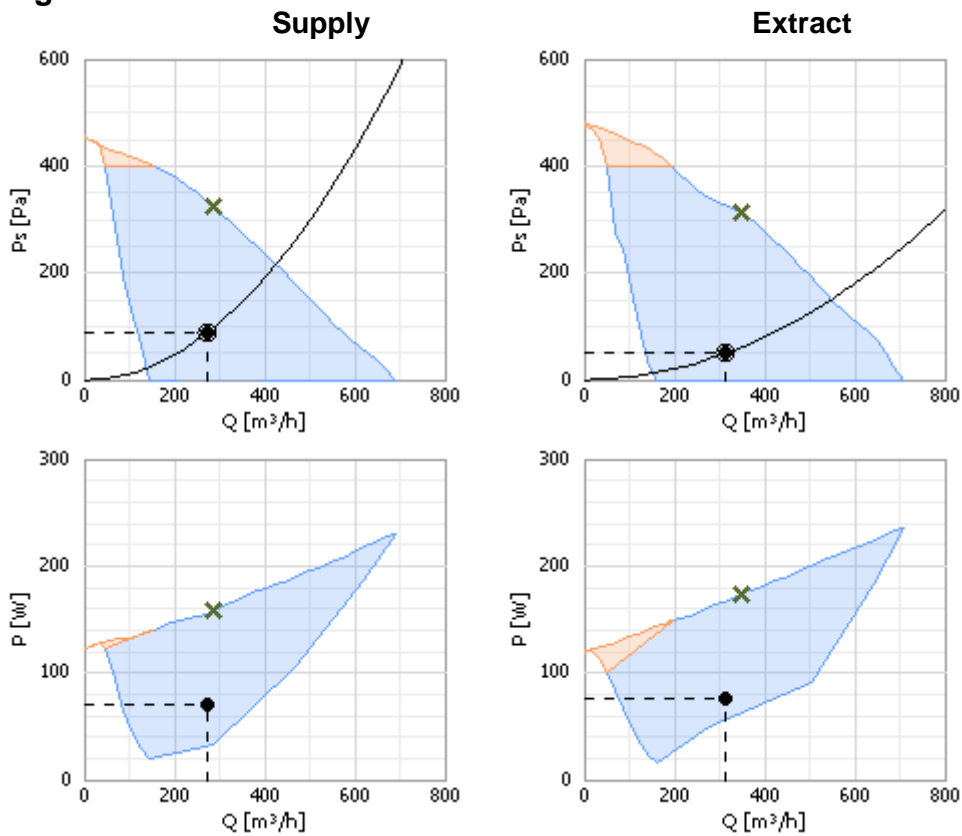 g
Supply Extract
600 600
400 400
200 200
0 0
Ps [Pa] Ps [Pa]
0 200 400 600 800 0 200 400 600 800
Q [m³/h] Q [m³/h]
300 300
200 200
100 100
0 0
P [W] P [W]
0 200 400 600 800 0 200 400 600 800
Q [m³/h] Q [m³/h]